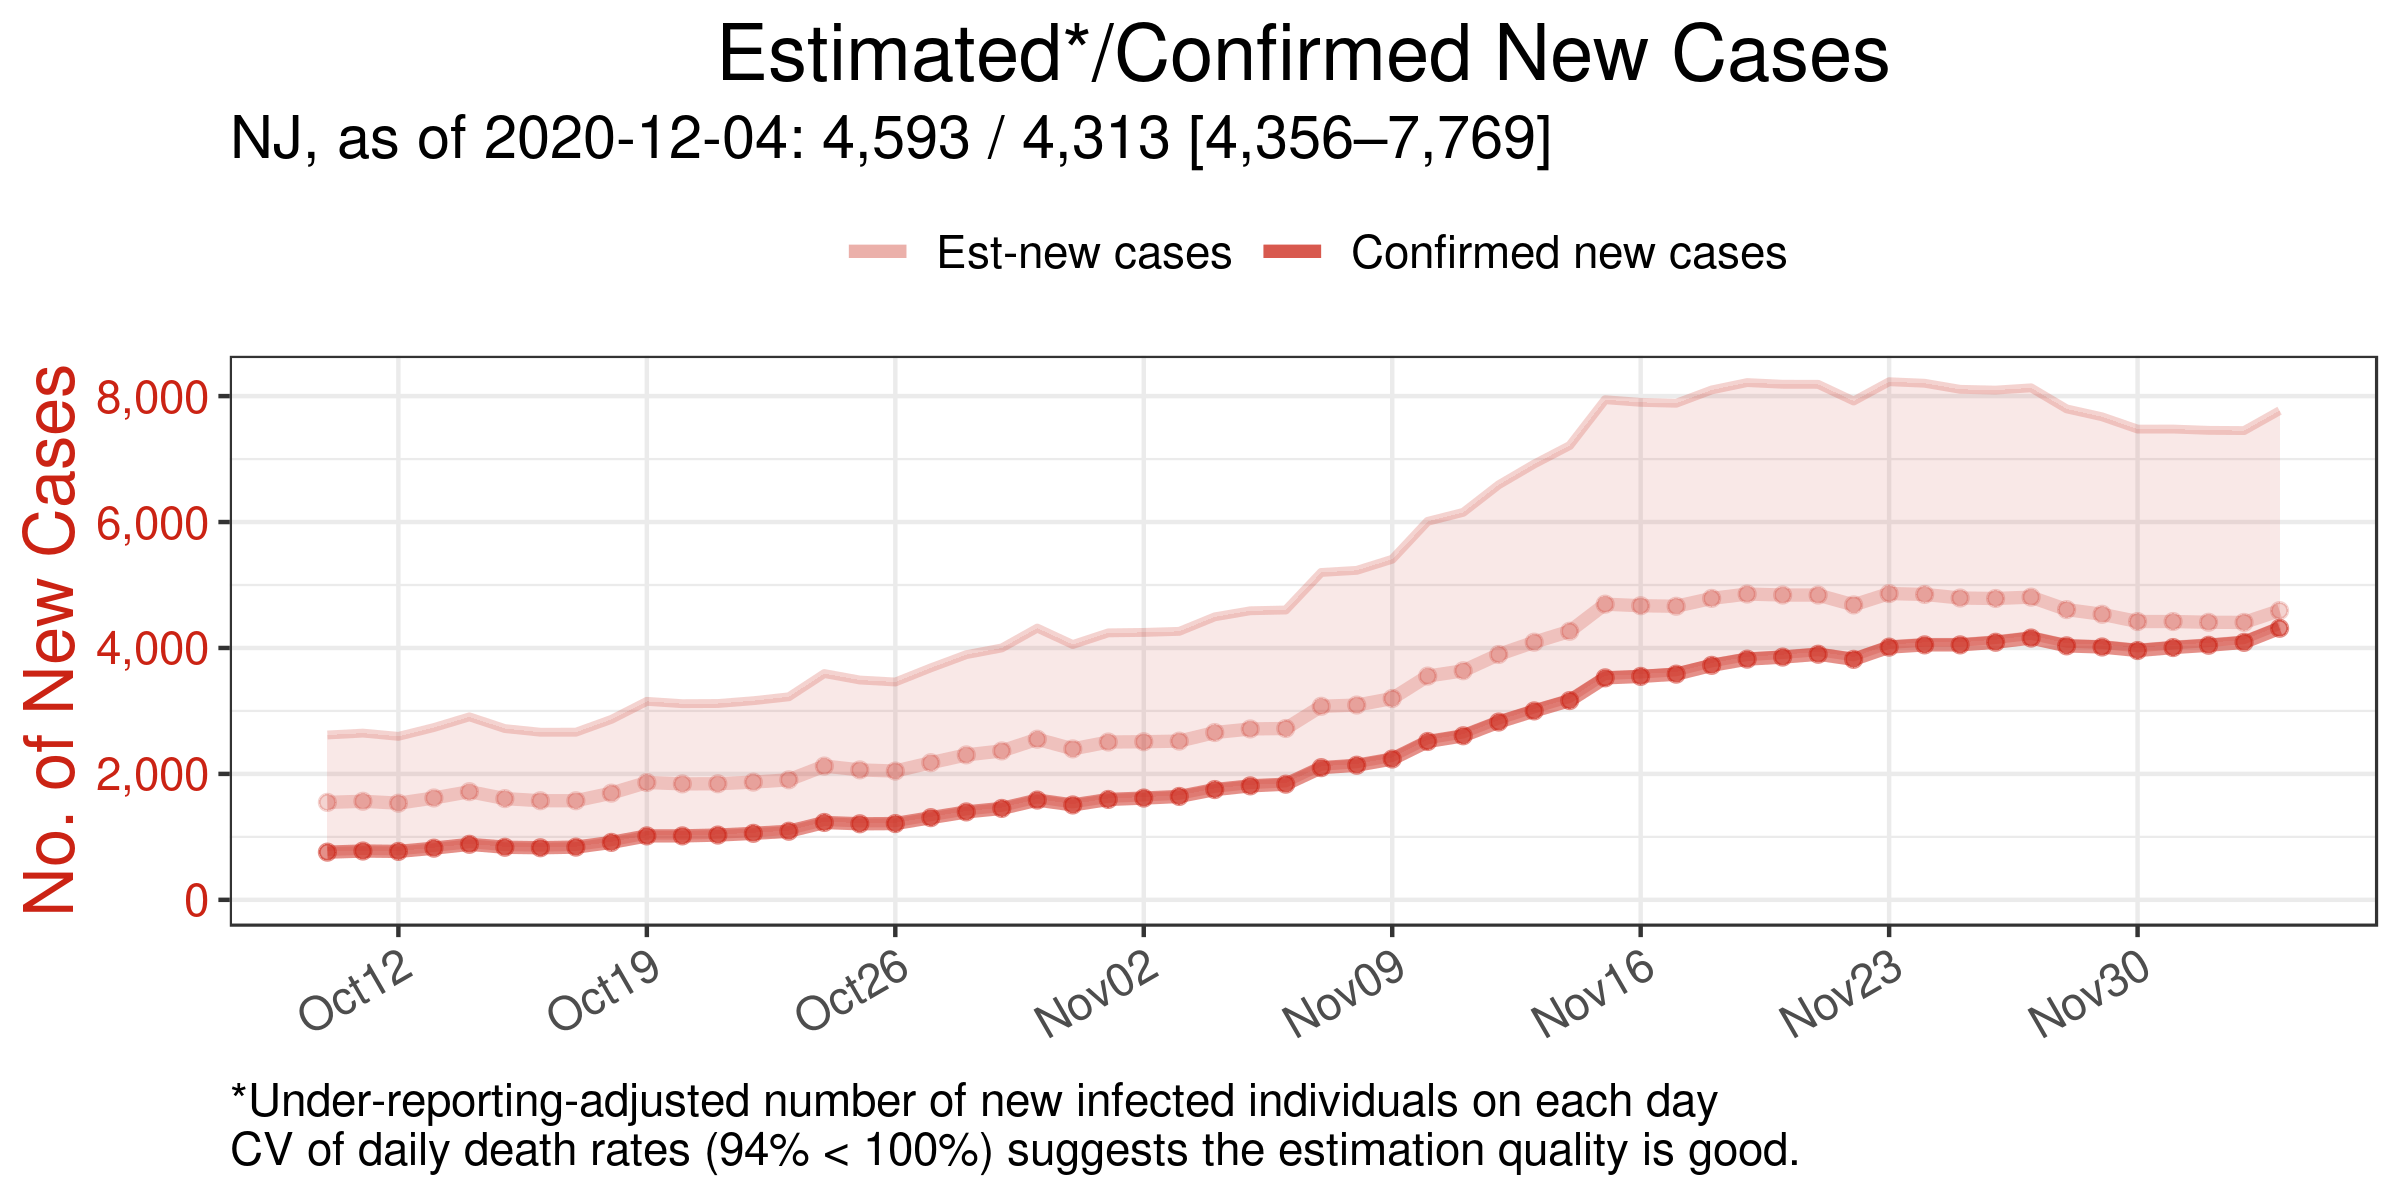 Estimated*/Confirmed New Cases
NJ, as of 2020-12-04: 4,593 / 4,313 [4,356–7,769]
Est-new cases
Confirmed new cases
No. of New Cases
8,000
6,000
4,000
2,000
0
Oct12
Oct19
Oct26
Nov02
Nov09
Nov16
Nov23
Nov30
*Under-reporting-adjusted number of new infected individuals on each day
CV of daily death rates (94% < 100%) suggests the estimation quality is good.